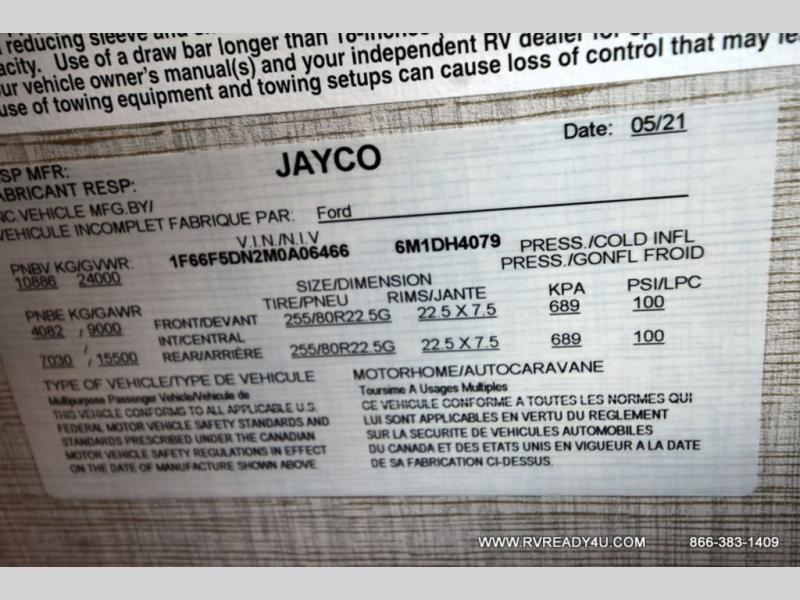 reducing sleeve and
acity. Use of a draw bar longer than 18-inches
ur vehicle owner's manual(s) and your independent RV dealer for
use of towing equipment and towing setups can cause loss of control that may le
Date: 05/21
SP MFR:
ABRICANT RESP:
JAYCO
NC.VEHICLE MFG.BY/
VEHICULE INCOMPLET FABRIQUE PAR: Ford
V.I.N./N.I.V
PNBV KG/GVWR: 1F66F5DN2M0A06466 6M1DH4079 PRESS./COLD INFL
10886 24000 PRESS./GONFL FROID
SIZE/DIMENSION
PNBE KG/GAWR TIRE/PNEU RIMS/JANTE KPA PSI/LPC
4082 / 9000 FRONT/DEVANT 255/80R22.5G 22.5 X 7.5 689 100
/ INT/CENTRAL
7030 / 15500 REAR/ARRIÈRE 255/80R22.5G 22.5 X 7.5 689 100
TYPE OF VEHICLE/TYPE DE VEHICULE MOTORHOME/AUTOCARAVANE
Multipurpose Passenger Vehicle/Vehicule de Toursime A Usages Multiples
THIS VEHICLE CONFORMS TO ALL APPLICABLE U.S.
FEDERAL MOTOR VEHICLE SAFETY STANDARDS AND
STANDARDS PRESCRIBED UNDER THE CANADIAN
MOTOR VEHICLE SAFETY REGULATIONS IN EFFECT
ON THE DATE OF MANUFACTURE SHOWN ABOVE.
CE VEHICULE CONFORME A TOUTES LES NORMES QUI
LUI SONT APPLICABLES EN VERTU DU REGLEMENT
SUR LA SECURITE DE VEHICULES AUTOMOBILES
DU CANADA ET DES ETATS UNIS EN VIGUEUR A LA DATE
DE SA FABRICATION CI-DESSUS.
WWW.RVREADY4U.COM 866-383-1409